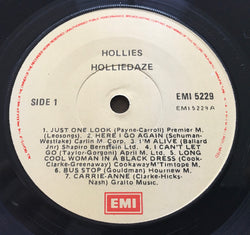 HOLLIES
HOLLIEDAZE
SIDE 1
EMI 5229
EMI 5229 A
1. JUST ONE LOOK (Payne-Carroll) Premier M.
(Leosongs). 2. HERE I GO AGAIN (Schuman-
Westlake) Carlin M. Corp. 3. I'M ALIVE (Ballard
Jnr) Shapiro Bernstein Ltd. 4. I CAN'T LET
GO (Taylor-Gorgoni) April M. Ltd. 5. LONG
COOL WOMAN IN A BLACK DRESS (Cook-
Clark-Greenaway) CookawayM^Timtope M.
6. BUS STOP (Gouldman) Hournew M.
7. CARRIE-ANNE (Clarke-Hicks-
Nash) Gralto Music.
EMI